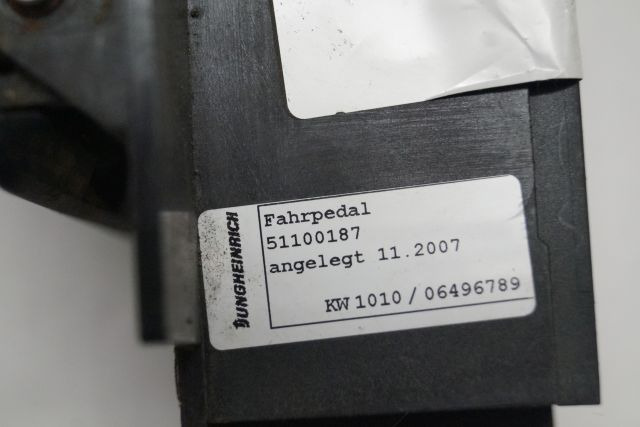 JUNGHEINRICH
Fahrpedal
51100187
angelegt 11.2007
KW 1010 / 06496789